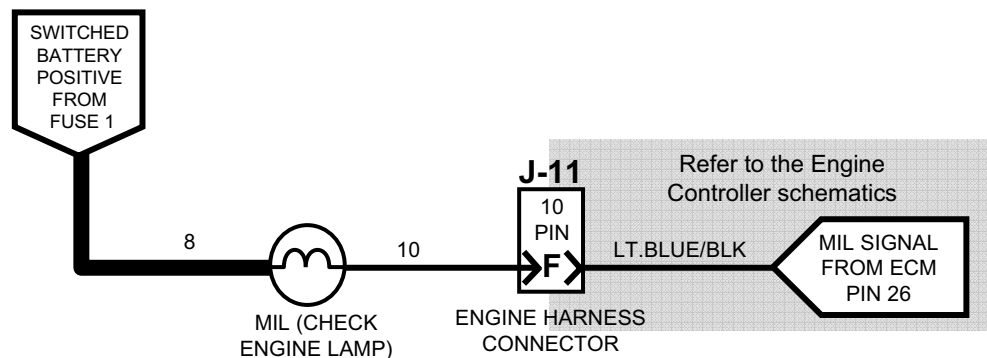 SWITCHED
BATTERY
POSITIVE
FROM
FUSE 1
8
MIL (CHECK
ENGINE LAMP)
10
J-11
10
PIN
F
ENGINE HARNESS
CONNECTOR
Refer to the Engine
Controller schematics
LT.BLUE/BLK
MIL SIGNAL
FROM ECM
PIN 26